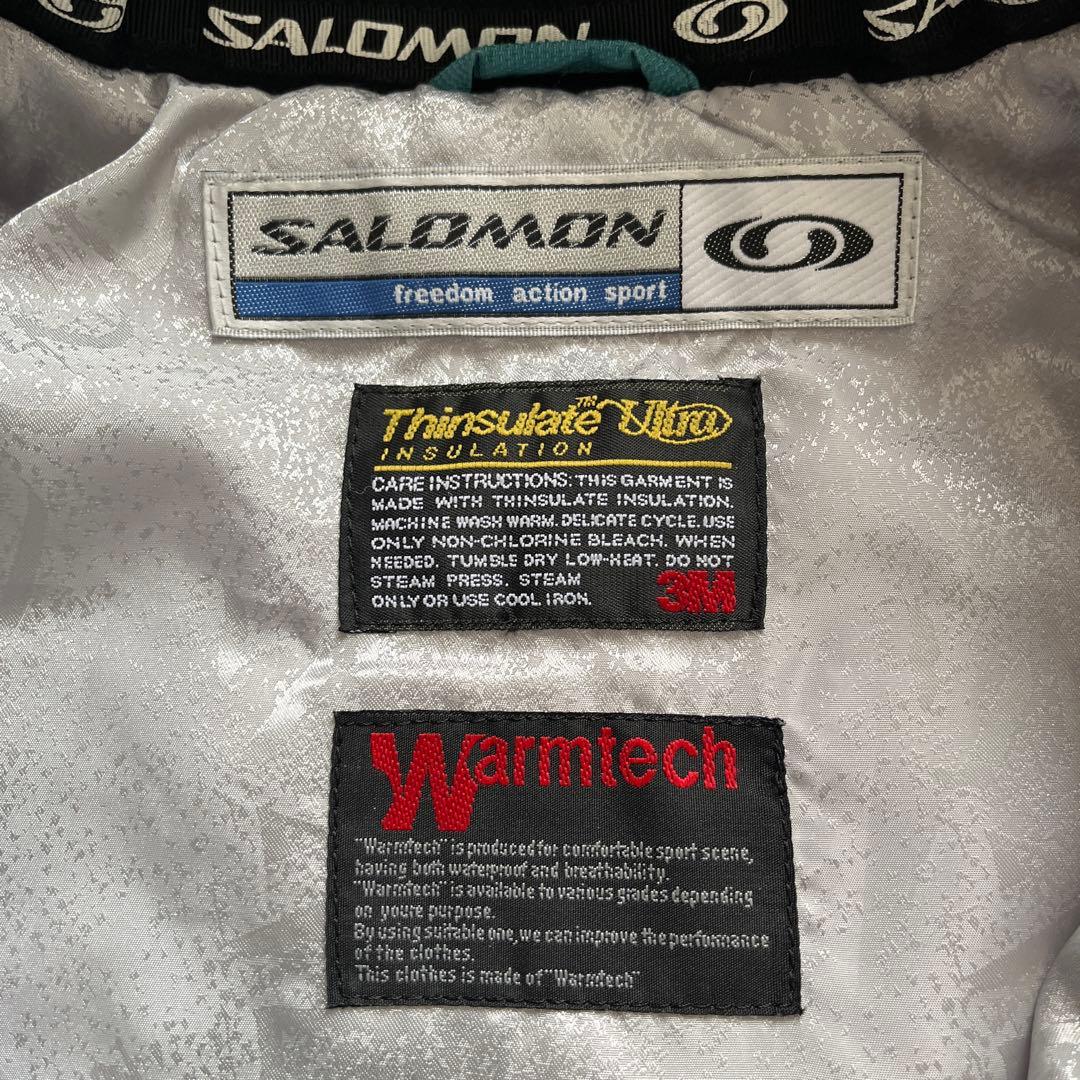 SALOMON
SALOMON
freedom action sport
Thinsulate™ Ultra
INSULATION
CARE INSTRUCTIONS: THIS GARMENT IS
MADE WITH THINSULATE INSULATION.
MACHINE WASH WARM. DELICATE CYCLE. USE
ONLY NON-CHLORINE BLEACH. WHEN
NEEDED. TUMBLE DRY LOW-HEAT. DO NOT
STEAM PRESS. STEAM
ONLY OR USE COOL IRON.
3M
Warmtech
"Warmtech" is produced for comfortable sport scene,
having both waterproof and breathability.
"Warmtech" is available to various grades depending
on youre purpose.
By using suitable one, we can improve the performance
of the clothes.
This clothes is made of "Warmtech"